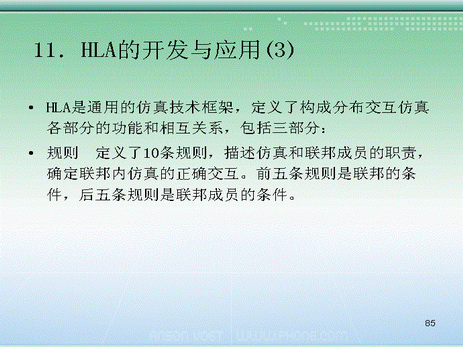 11. HLA的开发与应用(3)
• HLA是通用的仿真技术框架，定义了构成分布交互仿真
各部分的功能和相互关系，包括三部分：
• 规则 定义了10条规则，描述仿真和联邦成员的职责，
确定联邦内仿真的正确交互。前五条规则是联邦的条
件，后五条规则是联邦成员的条件。
85